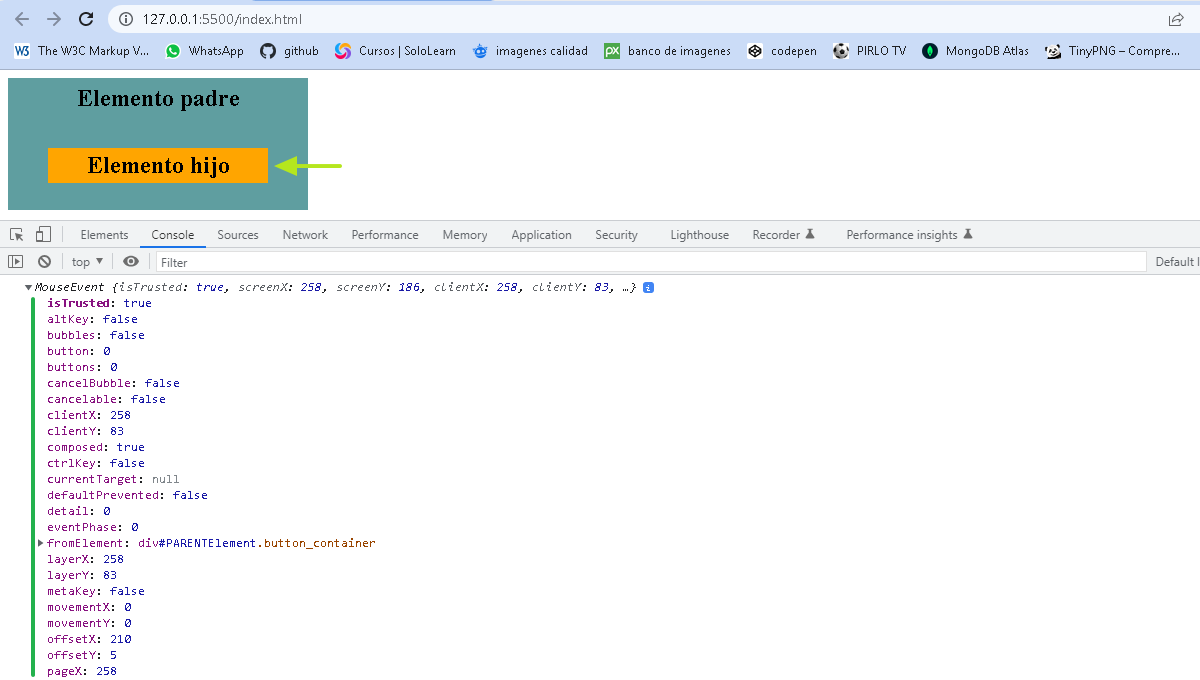 127.0.0.1:5500/index.html
The W3C Markup V... WhatsApp github Cursos | SoloLearn imagenes calidad banco de imagenes codepen PIRLO TV MongoDB Atlas TinyPNG – Compre...
Elemento padre
Elemento hijo
Elements Console Sources Network Performance Memory Application Security Lighthouse Recorder Performance insights
top ▼ Filter Default l
▼MouseEvent {isTrusted: true, screenX: 258, screenY: 186, clientX: 258, clientY: 83, …} i
isTrusted: true
altKey: false
bubbles: false
button: 0
buttons: 0
cancelBubble: false
cancelable: false
clientX: 258
clientY: 83
composed: true
ctrlKey: false
currentTarget: null
defaultPrevented: false
detail: 0
eventPhase: 0
▶fromElement: div#PARENTElement.button_container
layerX: 258
layerY: 83
metaKey: false
movementX: 0
movementY: 0
offsetX: 210
offsetY: 5
pageX: 258